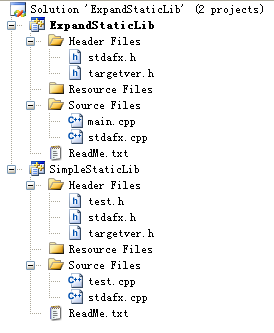 Solution 'ExpandStaticLib' (2 projects)
ExpandStaticLib
Header Files
stdafx.h
targetver.h
Resource Files
Source Files
main.cpp
stdafx.cpp
ReadMe.txt
SimpleStaticLib
Header Files
test.h
stdafx.h
targetver.h
Resource Files
Source Files
test.cpp
stdafx.cpp
ReadMe.txt